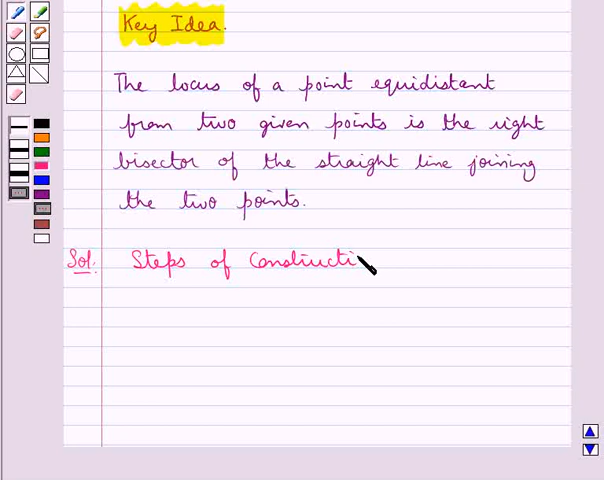 Key Idea.
The locus of a point equidistant
from two given points is the right
bisector of the straight line joining
the two points.
Sol: Steps of Constructi